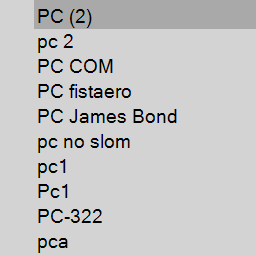 PC (2)
pc 2
PC COM
PC fistaero
PC James Bond
pc no slom
pc1
Pc1
PC-322
pca